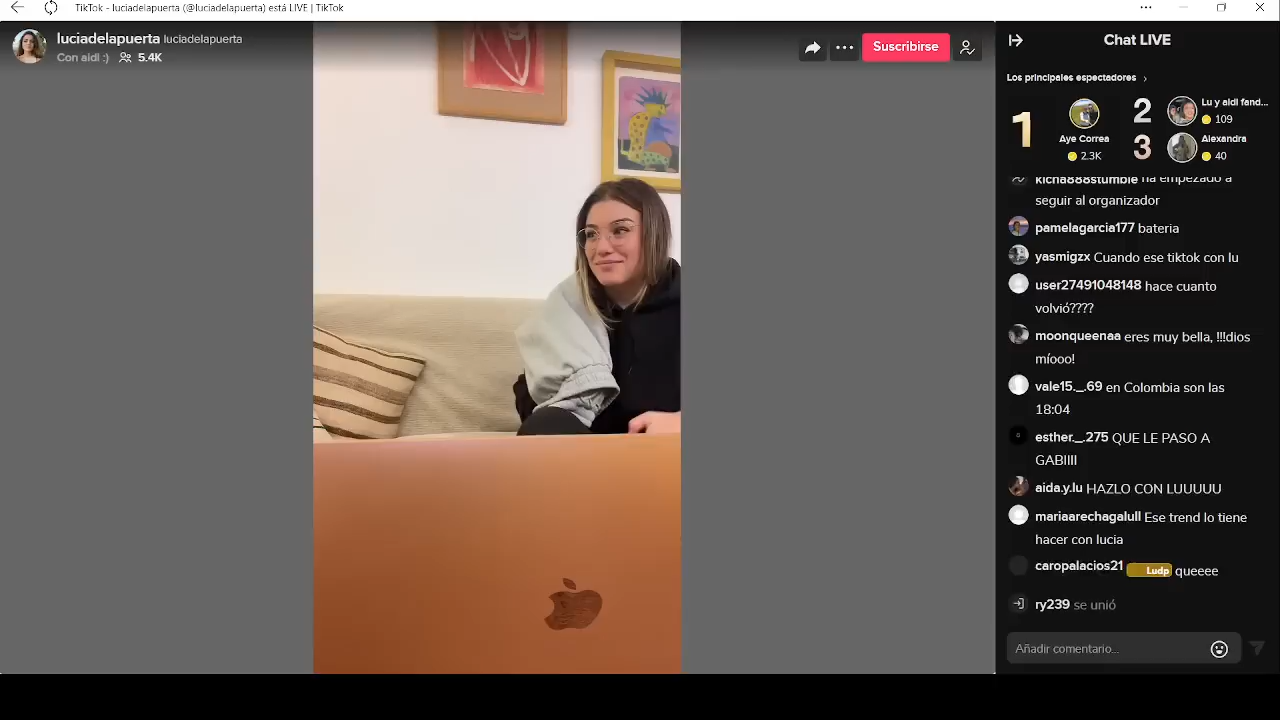 TikTok - luciadelapuerta (@luciadelapuerta) está LIVE | TikTok
luciadelapuerta luciadelapuerta
Con aidi :) 5.4K
Suscribirse
Chat LIVE
Los principales espectadores
1
Aye Correa
2.3K
2
Lu y aidi fand...
109
3
Alexandra
40
kicha888stumble ha empezado a
seguir al organizador
pamelagarcia177 bateria
yasmigzx Cuando ese tiktok con lu
user27491048148 hace cuanto
volvió????
moonqueenaa eres muy bella, !!!dios
míooo!
vale15._.69 en Colombia son las
18:04
esther._.275 QUE LE PASO A
GABIIII
aida.y.lu HAZLO CON LUUUUU
mariaarechagalull Ese trend lo tiene
hacer con lucia
caropalacios21 Ludp queeee
ry239 se unió
Añadir comentario...